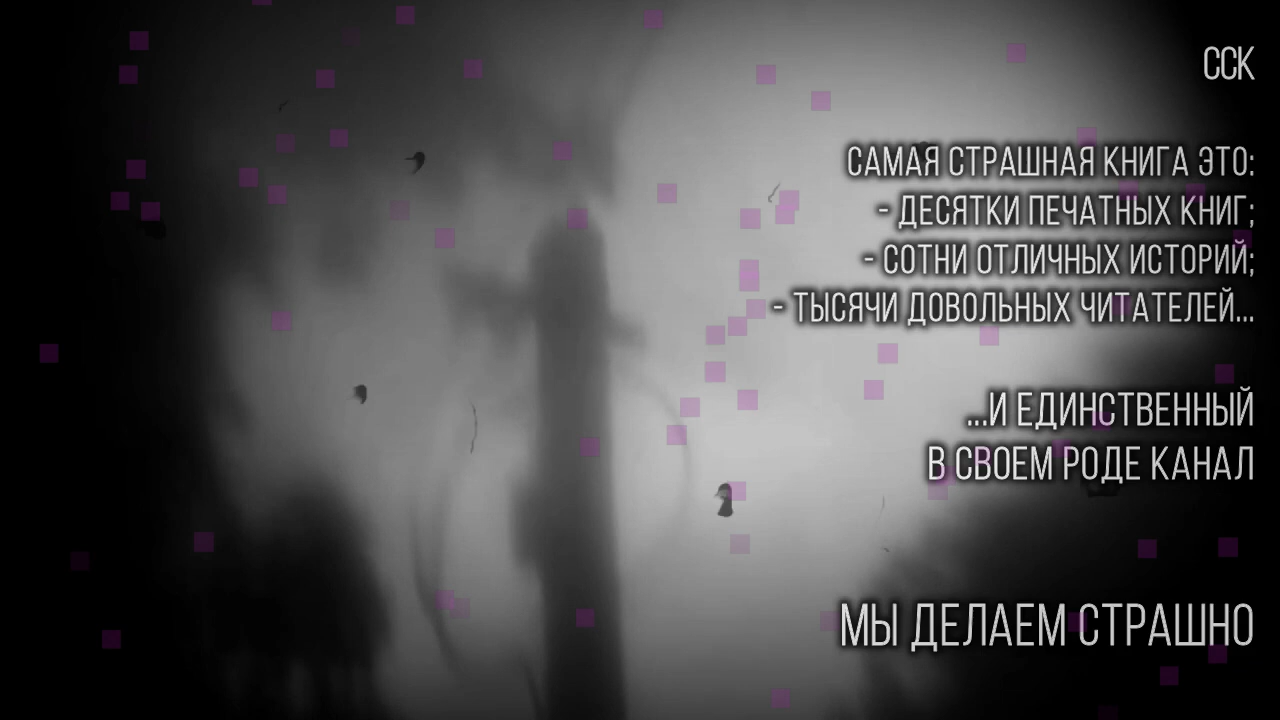 ССК
САМАЯ СТРАШНАЯ КНИГА ЭТО:
- ДЕСЯТКИ ПЕЧАТНЫХ КНИГ;
- СОТНИ ОТЛИЧНЫХ ИСТОРИЙ;
- ТЫСЯЧИ ДОВОЛЬНЫХ ЧИТАТЕЛЕЙ...
...И ЕДИНСТВЕННЫЙ
В СВОЕМ РОДЕ КАНАЛ
МЫ ДЕЛАЕМ СТРАШНО